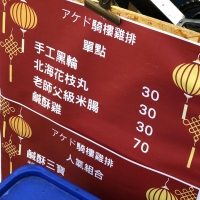 アケド騎樓雞排
單點
手工黑輪 30
北海花枝丸 30
老師父級米腸 30
鹹酥雞 70
アケド騎樓雞排
人氣組合
鹹酥三寶